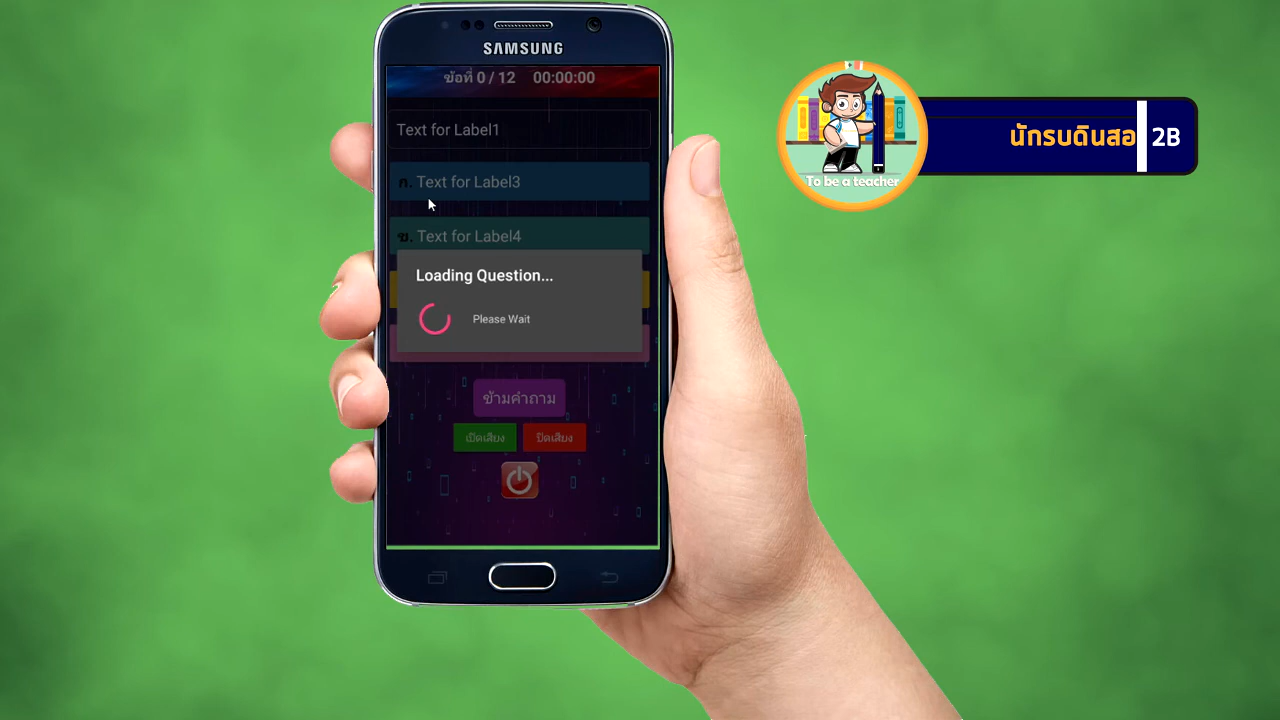 SAMSUNG
ข้อที่ 0 / 12 00:00:00
Text for Label1
ก. Text for Label3
ข. Text for Label4
Loading Question...
Please Wait
ข้ามคำถาม
เปิดเสียง ปิดเสียง
To be a teacher
นักรบดินสอ 2B